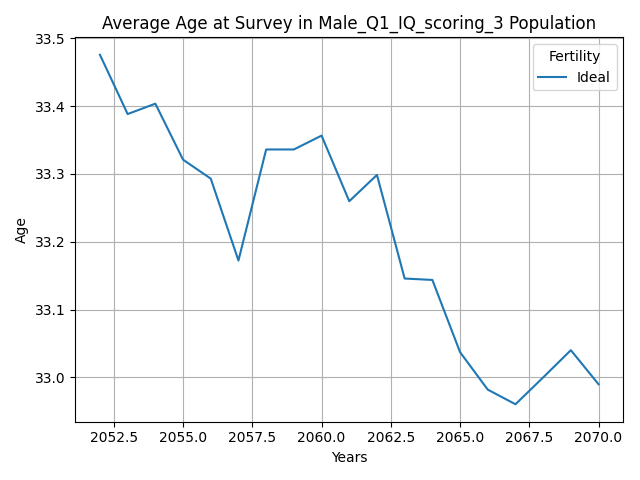 Average Age at Survey in Male_Q1_IQ_scoring_3 Population
Fertility
Ideal
33.5
33.4
33.3
33.2
33.1
33.0
Age
2052.5 2055.0 2057.5 2060.0 2062.5 2065.0 2067.5 2070.0
Years